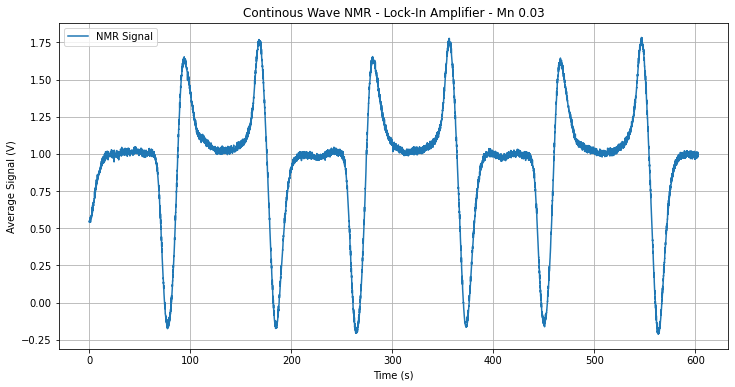 Continous Wave NMR - Lock-In Amplifier - Mn 0.03
NMR Signal
1.75
1.50
1.25
1.00
0.75
0.50
0.25
0.00
−0.25
Average Signal (V)
0 100 200 300 400 500 600
Time (s)